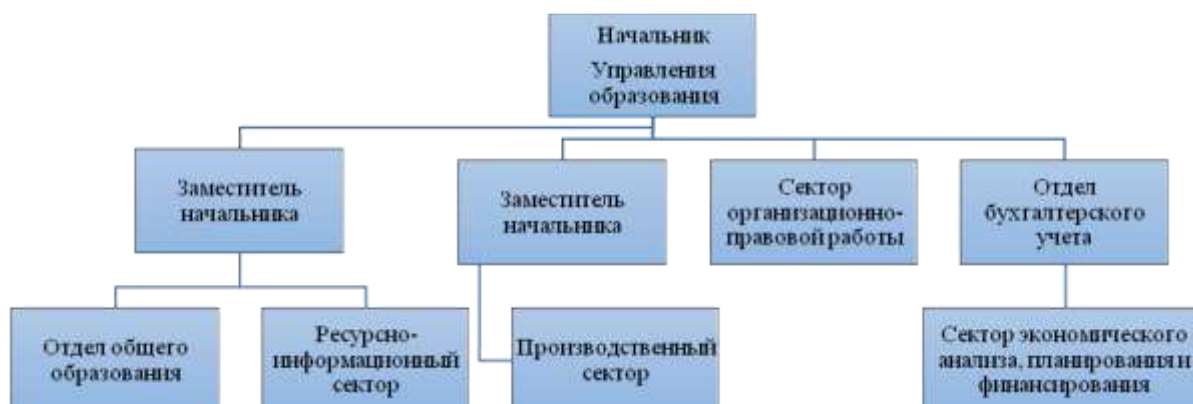 Начальник
Управления
образования
Заместитель
начальника
Заместитель
начальника
Сектор
организационно-
правовой работы
Отдел
бухгалтерского
учета
Отдел общего
образования
Ресурсно-
информационный
сектор
Производственный
сектор
Сектор экономического
анализа, планирования и
финансирования